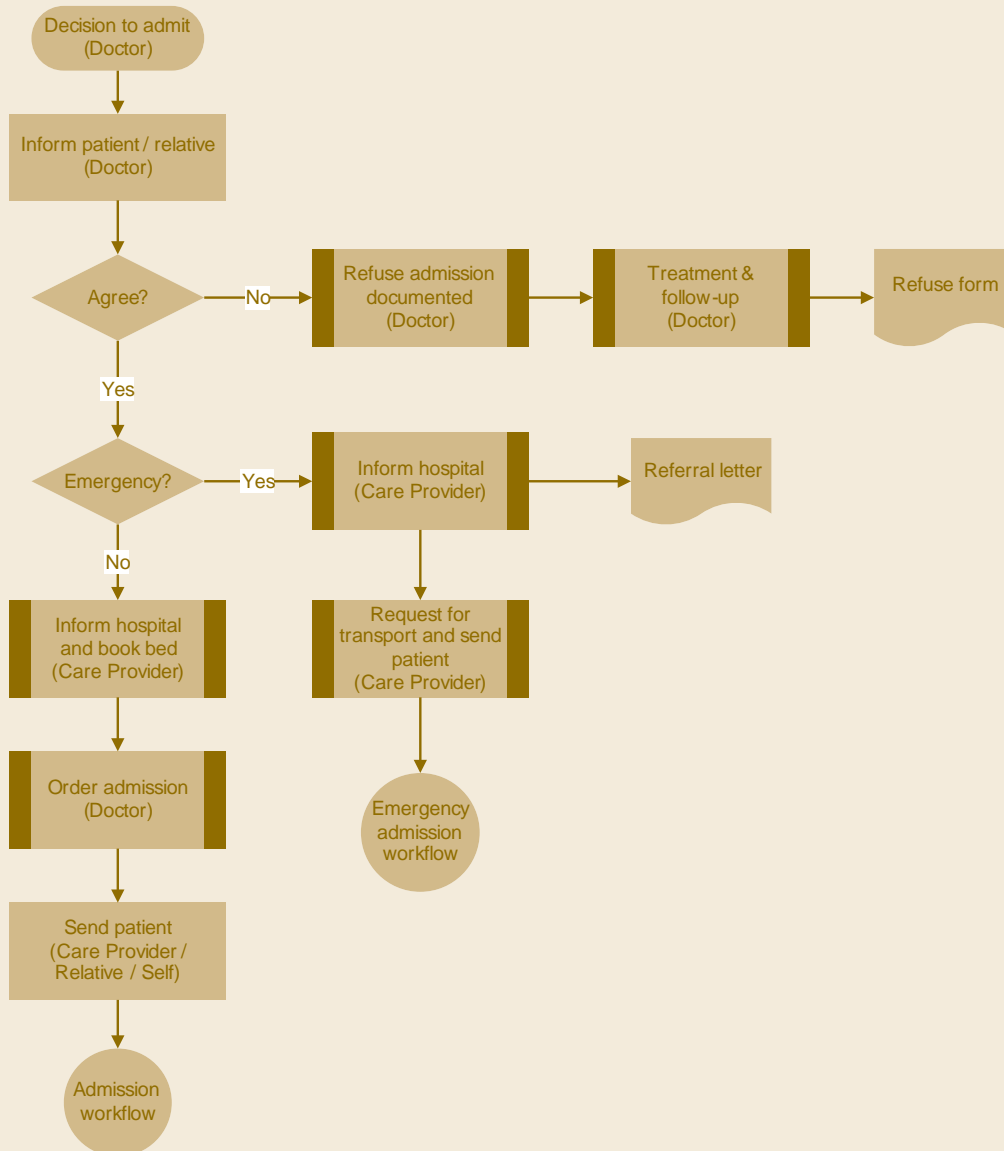 Decision to admit
(Doctor)
Inform patient / relative
(Doctor)
Agree?
No
Refuse admission
documented
(Doctor)
Treatment &
follow-up
(Doctor)
Refuse form
Yes
Emergency?
Yes
Inform hospital
(Care Provider)
Referral letter
No
Inform hospital
and book bed
(Care Provider)
Request for
transport and send
patient
(Care Provider)
Order admission
(Doctor)
Emergency
admission
workflow
Send patient
(Care Provider /
Relative / Self)
Admission
workflow